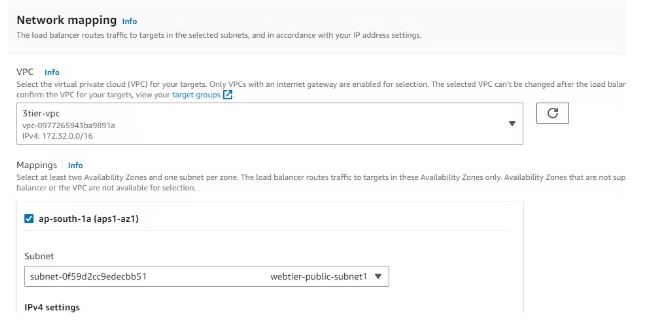 Network mapping Info
The load balancer routes traffic to targets in the selected subnets, and in accordance with your IP address settings.
VPC Info
Select the virtual private cloud (VPC) for your targets. Only VPCs with an internet gateway are enabled for selection. The selected VPC can't be changed after the load balan
confirm the VPC for your targets, view your target groups
3tier-vpc
vpc-0977265943ba9891a
IPv4: 172.32.0.0/16
Mappings Info
Select at least two Availability Zones and one subnet per zone. The load balancer routes traffic to targets in these Availability Zones only. Availability Zones that are not sup
balancer or the VPC are not available for selection.
ap-south-1a (aps1-az1)
Subnet
subnet-0f59d2cc9edecbb51 webtier-public-subnet1
IPv4 settings